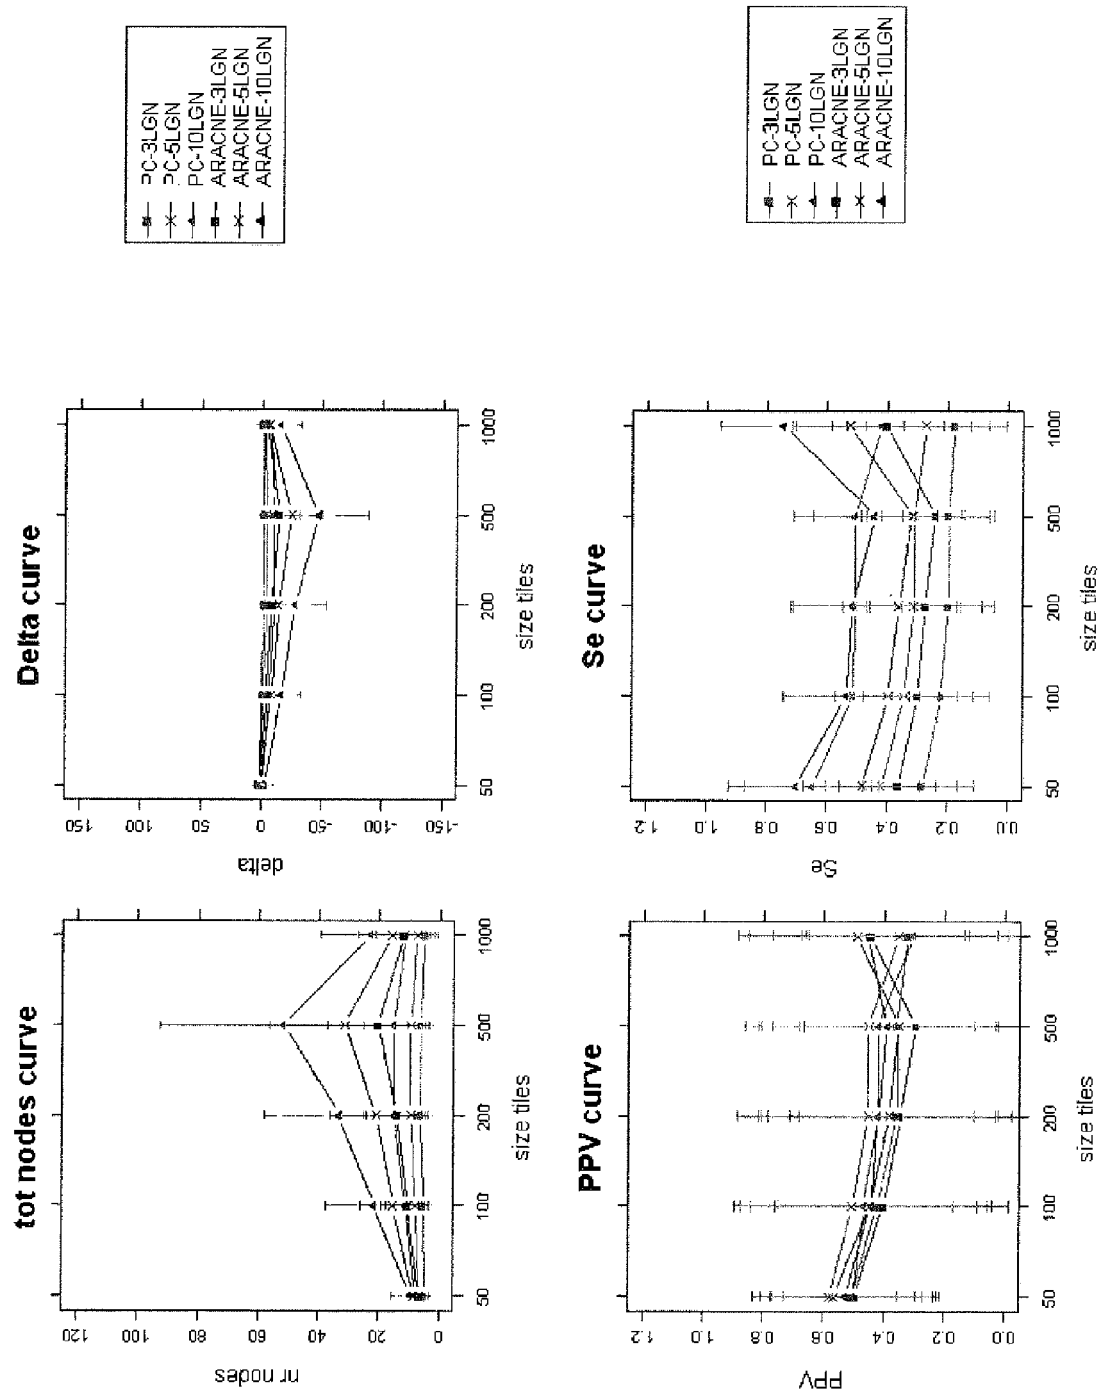 tot nodes curve
nr nodes
120
100
80
60
40
20
0
50
100
200
500
1000
size tiles
Delta curve
delta
150
100
50
0
-50
-100
-150
50
100
200
500
1000
size tiles
PC-3LGN
PC-5LGN
PC-10LGN
ARACNE-3LGN
ARACNE-5LGN
ARACNE-10LGN
PPV curve
PPV
1.2
1.0
0.8
0.6
0.4
0.2
0.0
50
100
200
500
1000
size tiles
Se curve
Se
1.2
1.0
0.8
0.6
0.4
0.2
0.0
50
100
200
500
1000
size tiles
PC-3LGN
PC-5LGN
PC-10LGN
ARACNE-3LGN
ARACNE-5LGN
ARACNE-10LGN